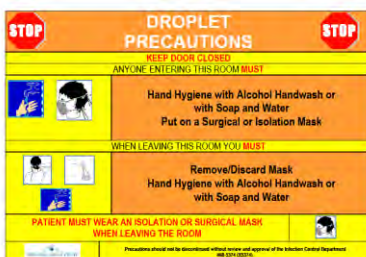 STOP
DROPLET
PRECAUTIONS
STOP
KEEP DOOR CLOSED
ANYONE ENTERING THIS ROOM MUST
Hand Hygiene with Alcohol Handwash or
with Soap and Water
Put on a Surgical or Isolation Mask
WHEN LEAVING THIS ROOM YOU MUST
Remove/Discard Mask
Hand Hygiene with Alcohol Handwash or
with Soap and Water
PATIENT MUST WEAR AN ISOLATION OR SURGICAL MASK
WHEN LEAVING THE ROOM
Precautions should not be discontinued without review and approval of the Infection Control Department